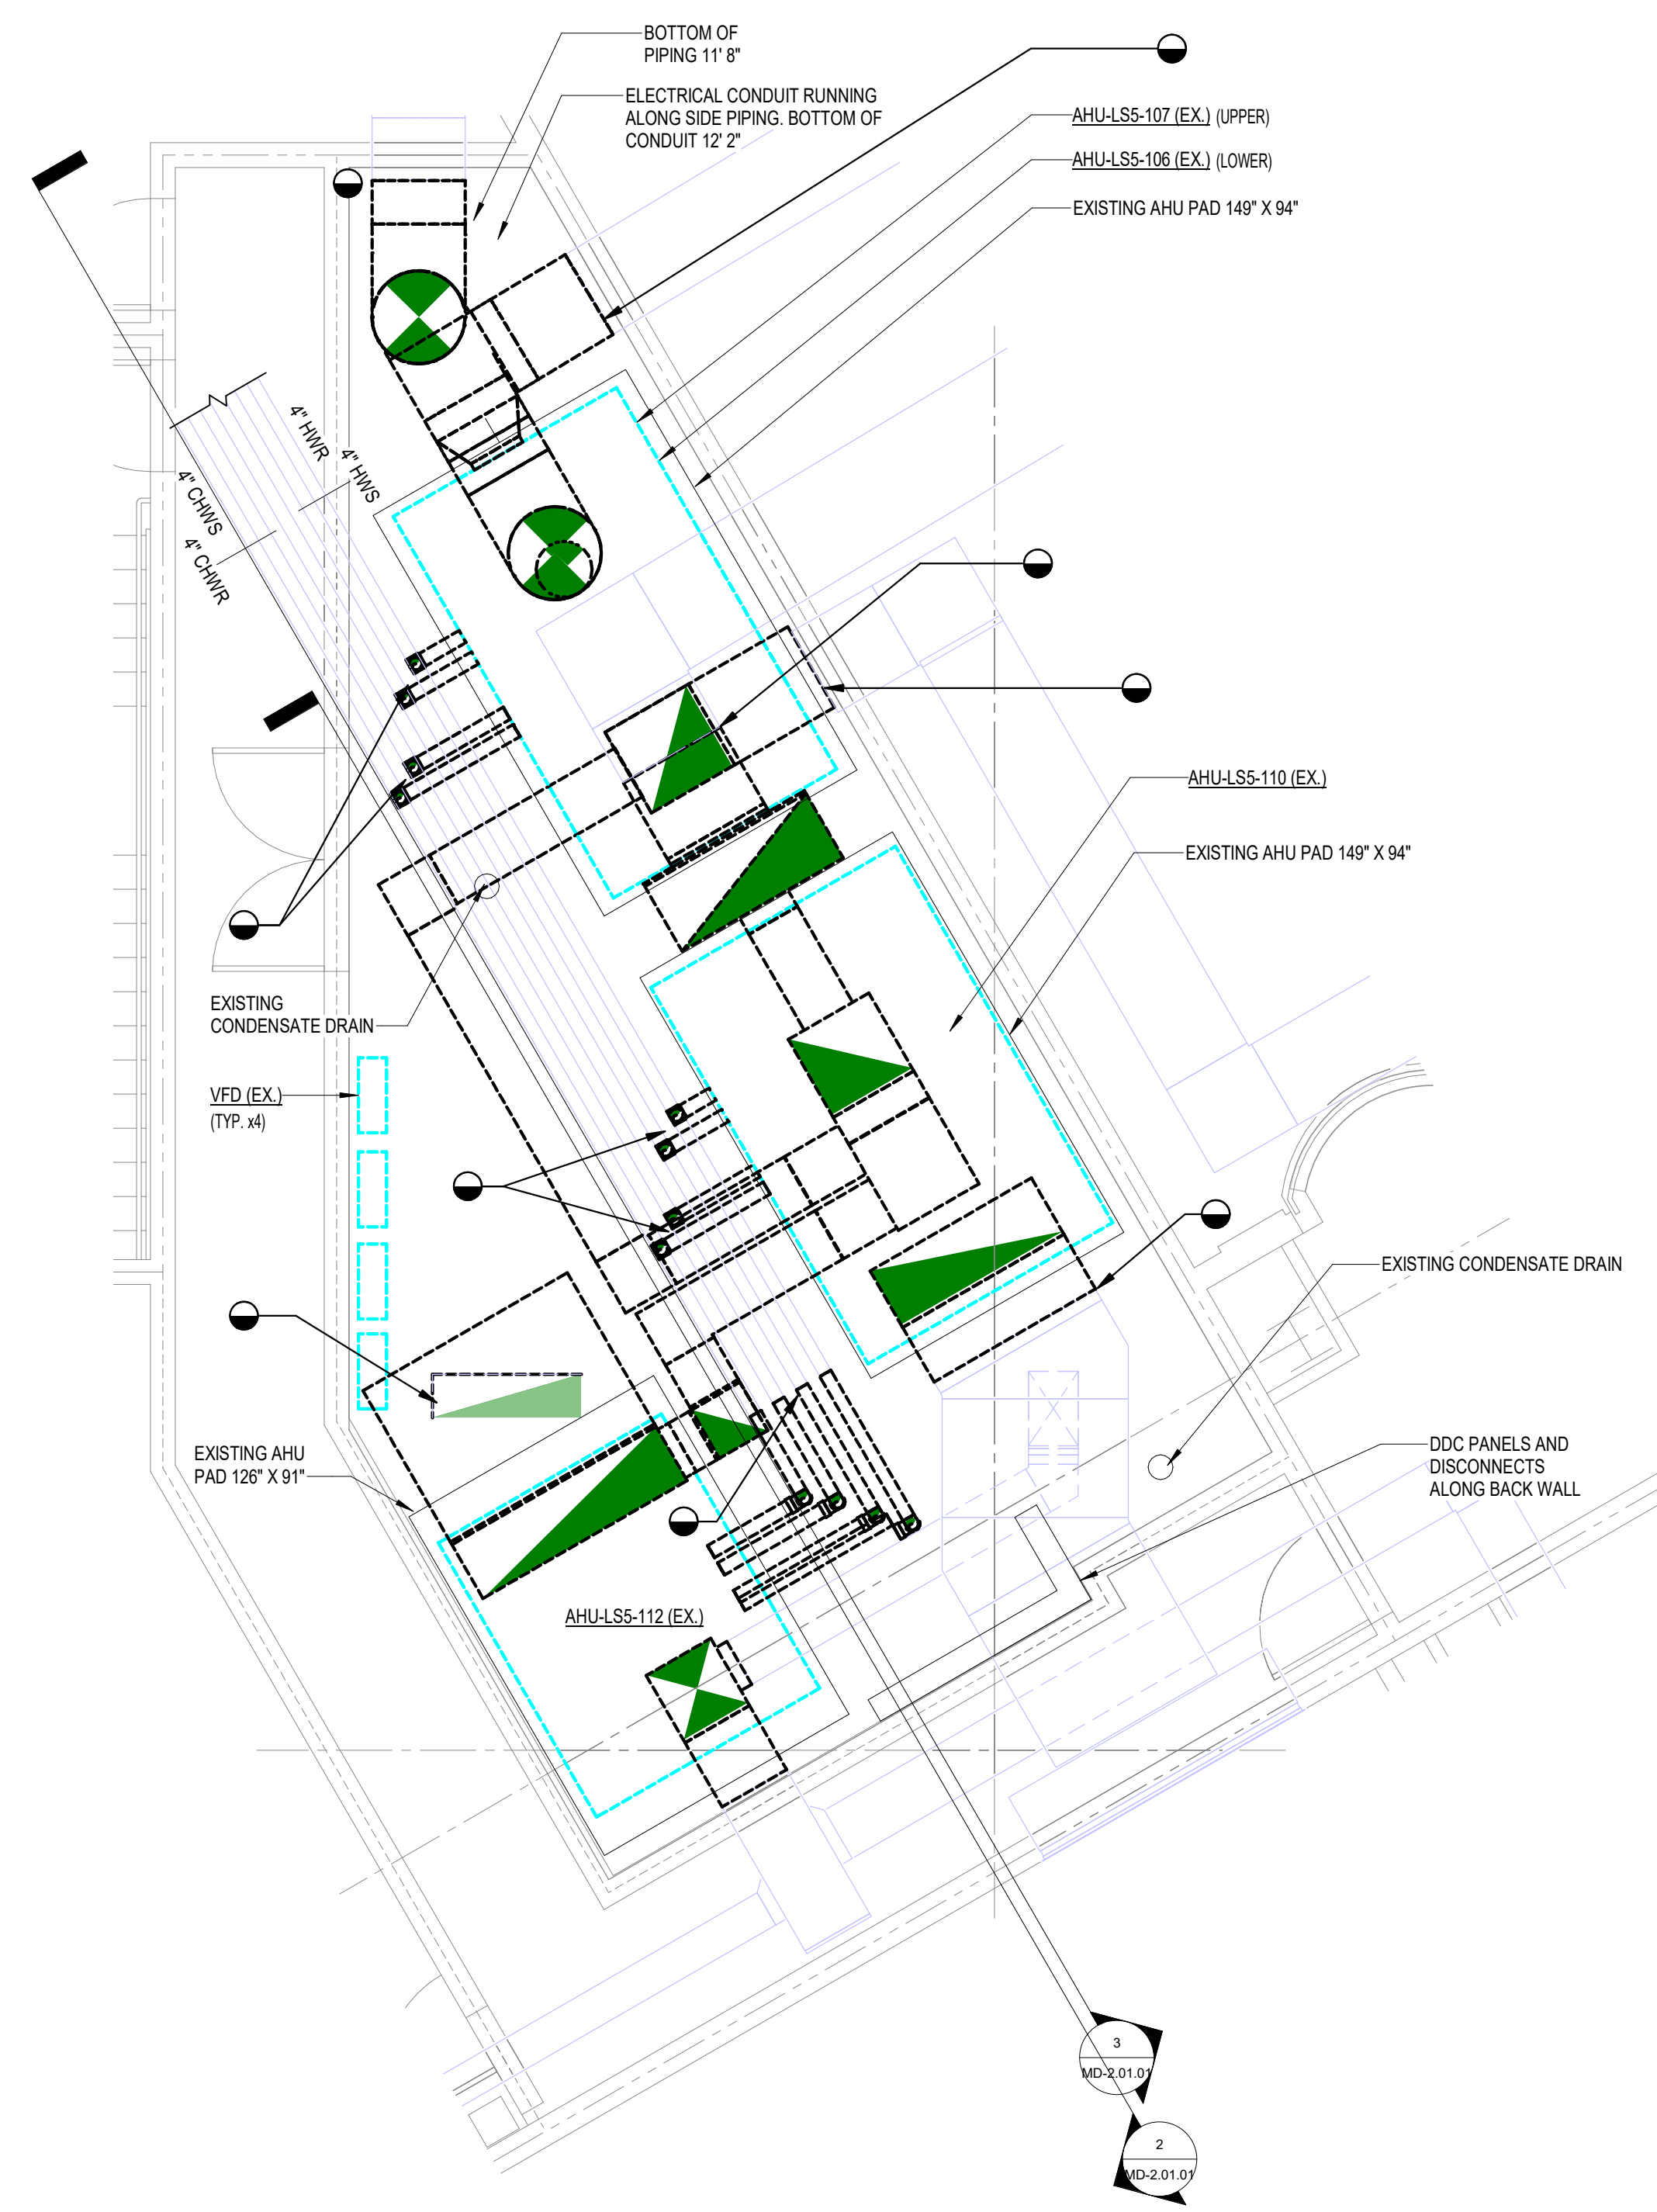 BOTTOM OF
PIPING 11' 8"
ELECTRICAL CONDUIT RUNNING
ALONG SIDE PIPING. BOTTOM OF
CONDUIT 12' 2"
AHU-LS5-107 (EX.) (UPPER)
AHU-LS5-106 (EX.) (LOWER)
EXISTING AHU PAD 149" X 94"
4" HWR
4" HWS
4" CHWS
4" CHWR
AHU-LS5-110 (EX.)
EXISTING AHU PAD 149" X 94"
EXISTING
CONDENSATE DRAIN
VFD (EX.)
(TYP. x4)
EXISTING CONDENSATE DRAIN
EXISTING AHU
PAD 126" X 91"
DDC PANELS AND
DISCONNECTS
ALONG BACK WALL
AHU-LS5-112 (EX.)
3
MD-2.01.01
2
MD-2.01.01